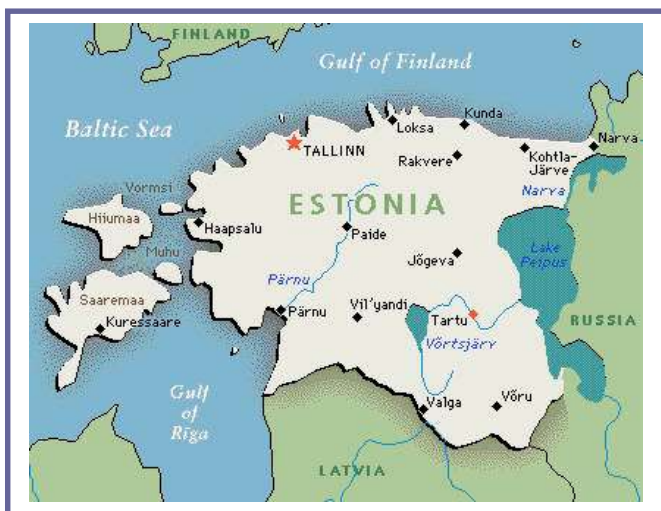 FINLAND
Gulf of Finland
Baltic Sea
Loksa
Kunda
TALLINN
Narva
Rakvere
Kohtla-
Järve
Vormsi
Narva
Hiiumaa
ESTONIA
Haapsalu
Paide
Muhu
Jõgeva
Lake
Peipus
Pärnu
Saaremaa
Pärnu
Vil'yandi
Tartu
RUSSIA
Kuressaare
Võrtsjärv
Gulf
of
Riga
Valga
Võru
LATVIA